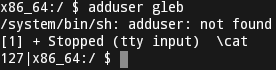 x86_64:/ $ adduser gleb
/system/bin/sh: adduser: not found
[1] + Stopped (tty input)  \cat
127|x86_64:/ $